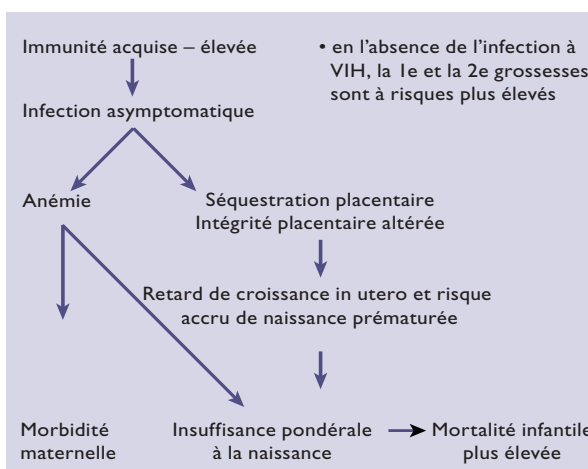 Immunité acquise – élevée
• en l'absence de l'infection à
VIH, la 1e et la 2e grossesses
sont à risques plus élevés
Infection asymptomatique
Anémie
Séquestration placentaire
Intégrité placentaire altérée
Retard de croissance in utero et risque
accru de naissance prématurée
Morbidité
maternelle
Insuffisance pondérale
à la naissance
Mortalité infantile
plus élevée